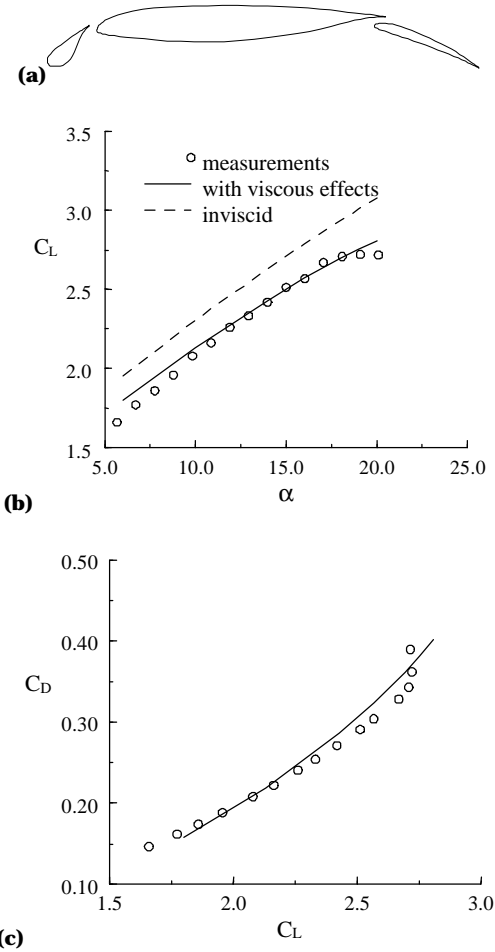 (a)
3.5
measurements
with viscous effects
inviscid
3.0
C_L
2.5
2.0
1.5
5.0 10.0 15.0 20.0 25.0
α
(b)
0.50
0.40
C_D
0.30
0.20
0.10
1.5 2.0 2.5 3.0
C_L
(c)